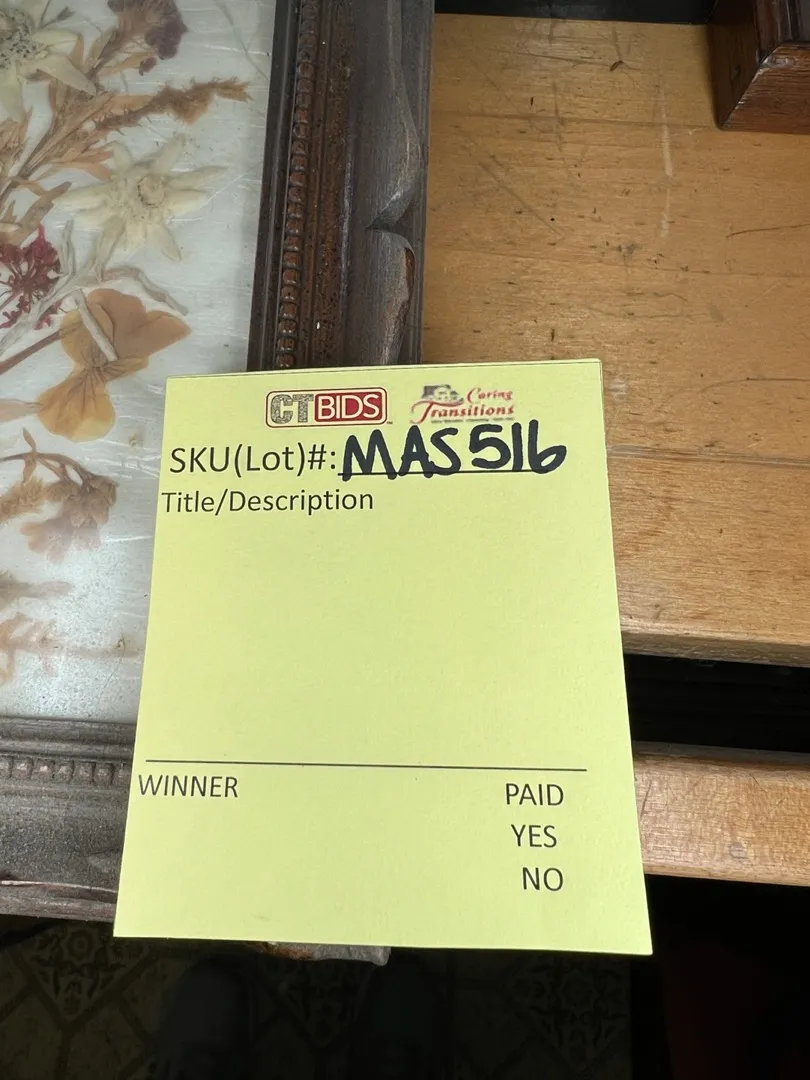 CTBIDS Caring Transitions
SKU(Lot)#: MAS516
Title/Description
WINNER PAID
YES
NO